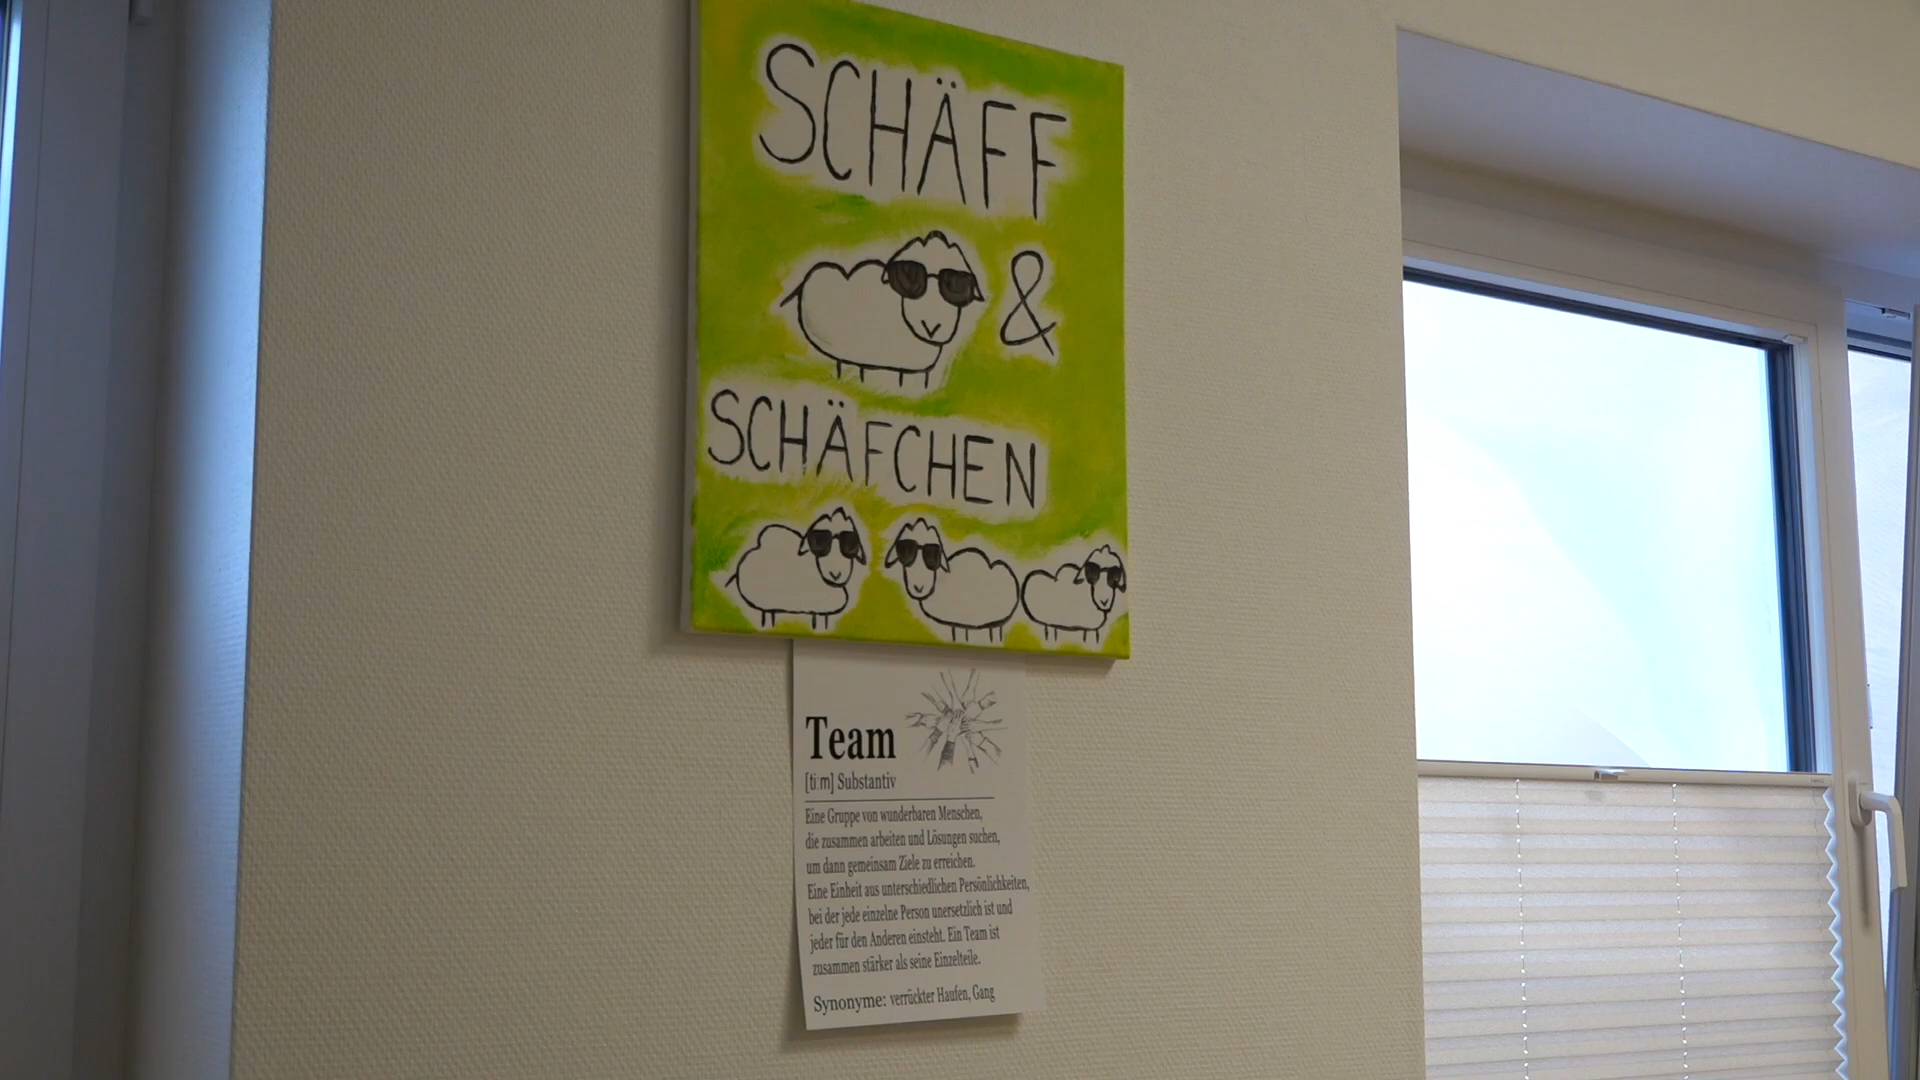 SCHÄFF
&
SCHÄFCHEN
Team
[ti:m] Substantiv
Eine Gruppe von wunderbaren Menschen,
die zusammen arbeiten und Lösungen suchen,
um dann gemeinsam Ziele zu erreichen.
Eine Einheit aus unterschiedlichen Persönlichkeiten,
bei der jede einzelne Person unersetzlich ist und
jeder für den Anderen einsteht. Ein Team ist
zusammen stärker als seine Einzelteile.
Synonyme: verrückter Haufen, Gang